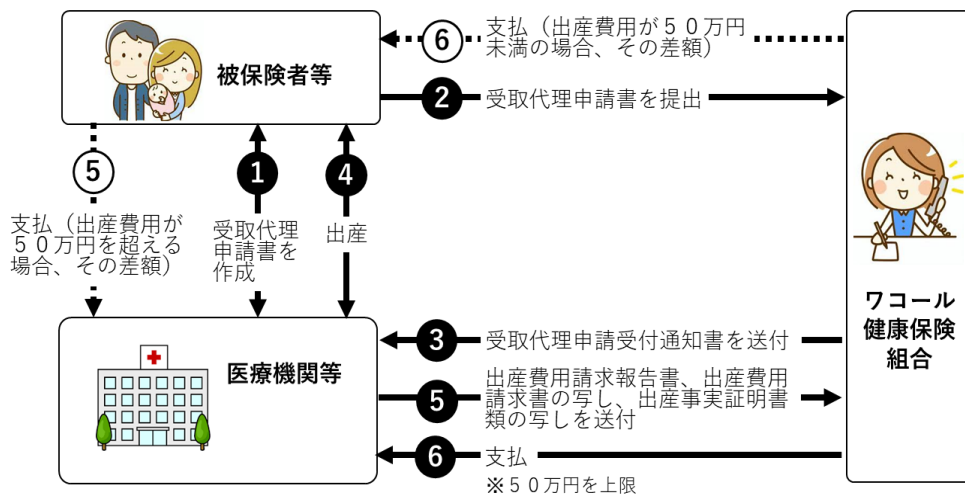 被保険者等
6
支払（出産費用が５０万円
未満の場合、その差額）
2
受取代理申請書を提出
5
支払（出産費用が
５０万円を超える
場合、その差額）
1
受取代理
申請書を
作成
4
出産
ワコール
健康保険
組合
医療機関等
3
受取代理申請受付通知書を送付
5
出産費用請求報告書、出産費用
請求書の写し、出産事実証明書
類の写しを送付
6
支払
※５０万円を上限